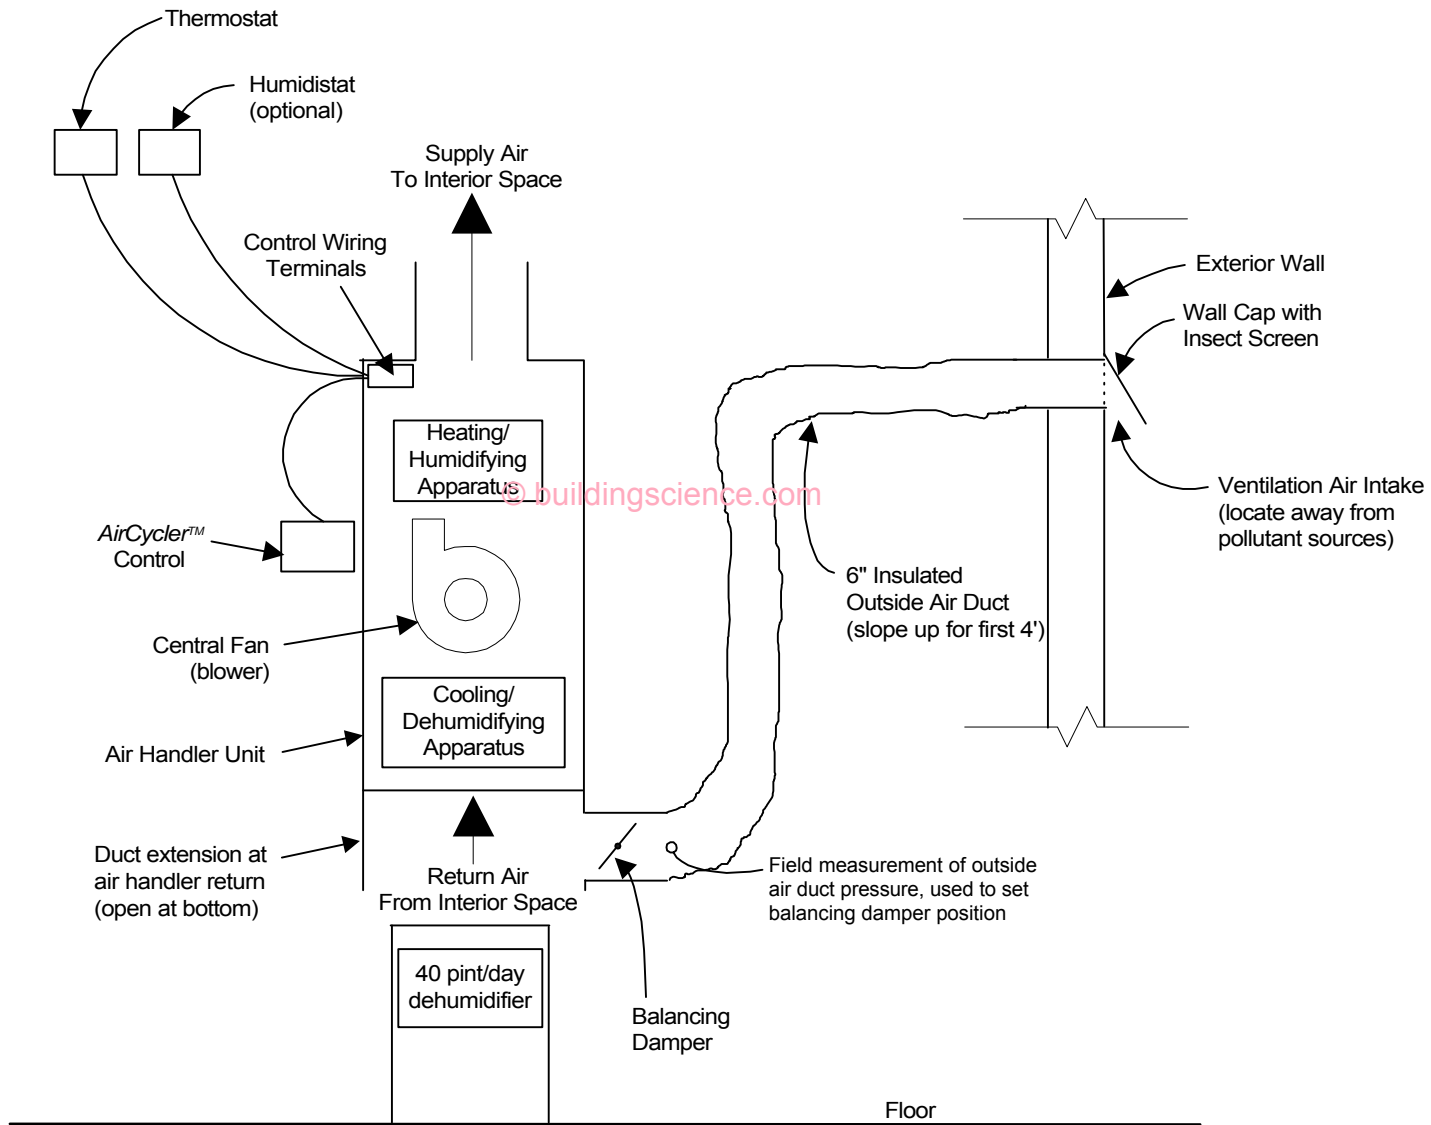 Thermostat
Humidistat
(optional)
Supply Air
To Interior Space
Control Wiring
Terminals
Exterior Wall
Wall Cap with
Insect Screen
Heating/
Humidifying
Apparatus
© buildingscience.com
Ventilation Air Intake
(locate away from
pollutant sources)
AirCycler™
Control
6" Insulated
Outside Air Duct
(slope up for first 4')
Central Fan
(blower)
Cooling/
Dehumidifying
Apparatus
Air Handler Unit
Duct extension at
air handler return
(open at bottom)
Return Air
From Interior Space
Field measurement of outside
air duct pressure, used to set
balancing damper position
40 pint/day
dehumidifier
Balancing
Damper
Floor